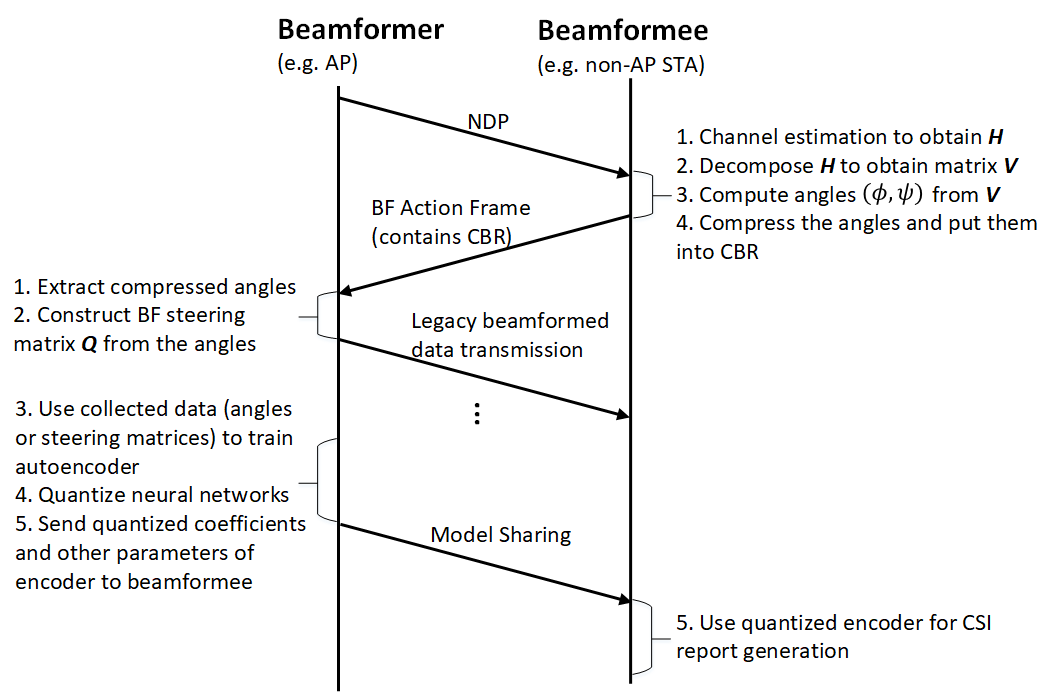 Beamformer
(e.g. AP)
Beamformee
(e.g. non-AP STA)
NDP
1. Channel estimation to obtain H
2. Decompose H to obtain matrix V
3. Compute angles (ϕ, ψ) from V
4. Compress the angles and put them
into CBR
BF Action Frame
(contains CBR)
1. Extract compressed angles
2. Construct BF steering
matrix Q from the angles
Legacy beamformed
data transmission
3. Use collected data (angles
or steering matrices) to train
autoencoder
4. Quantize neural networks
5. Send quantized coefficients
and other parameters of
encoder to beamformee
Model Sharing
5. Use quantized encoder for CSI
report generation